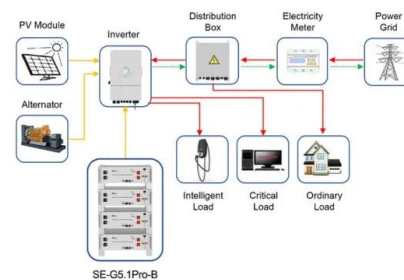 PV Module
Inverter
Distribution
Box
Electricity
Meter
Power
Grid
Alternator
Intelligent
Load
Critical
Load
Ordinary
Load
SE-G5.1Pro-B